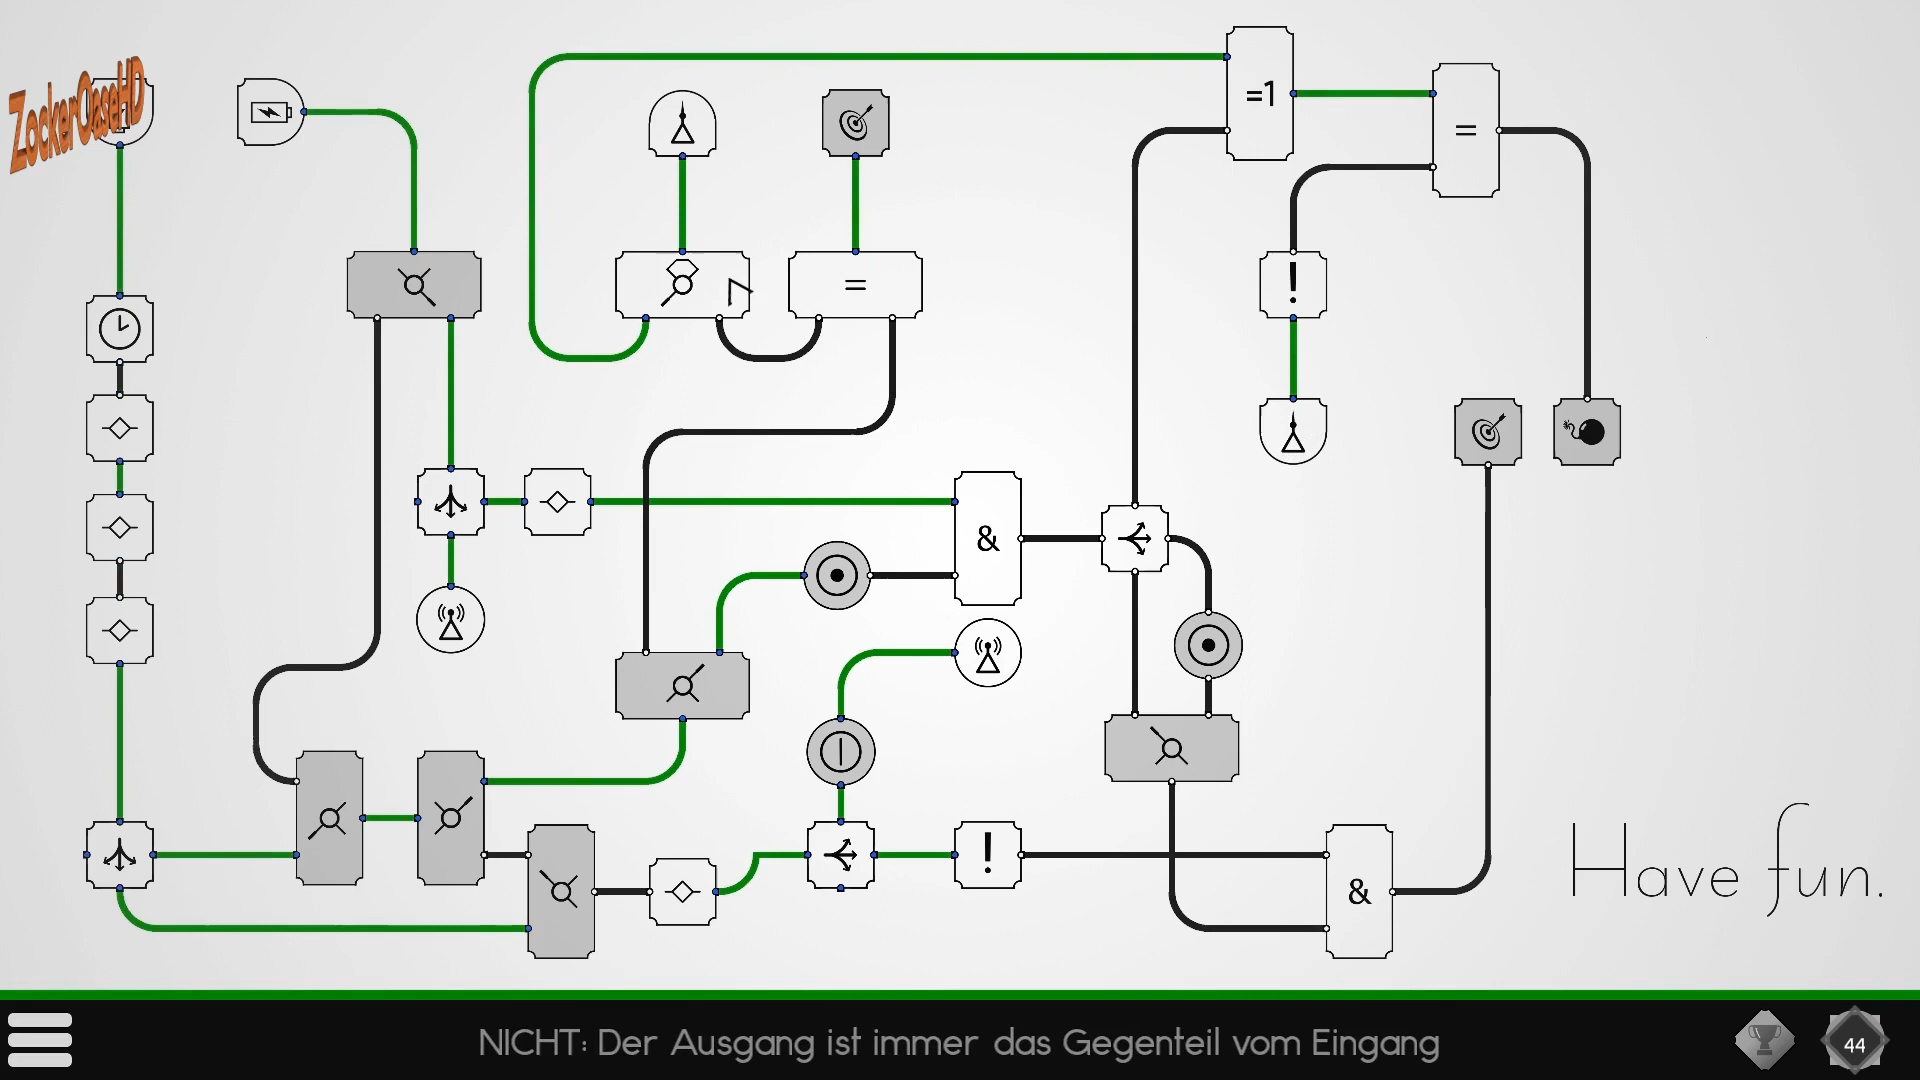 ZockerOaseHD
=1
=
=
!
&
!
&
Have fun.
NICHT: Der Ausgang ist immer das Gegenteil vom Eingang
44